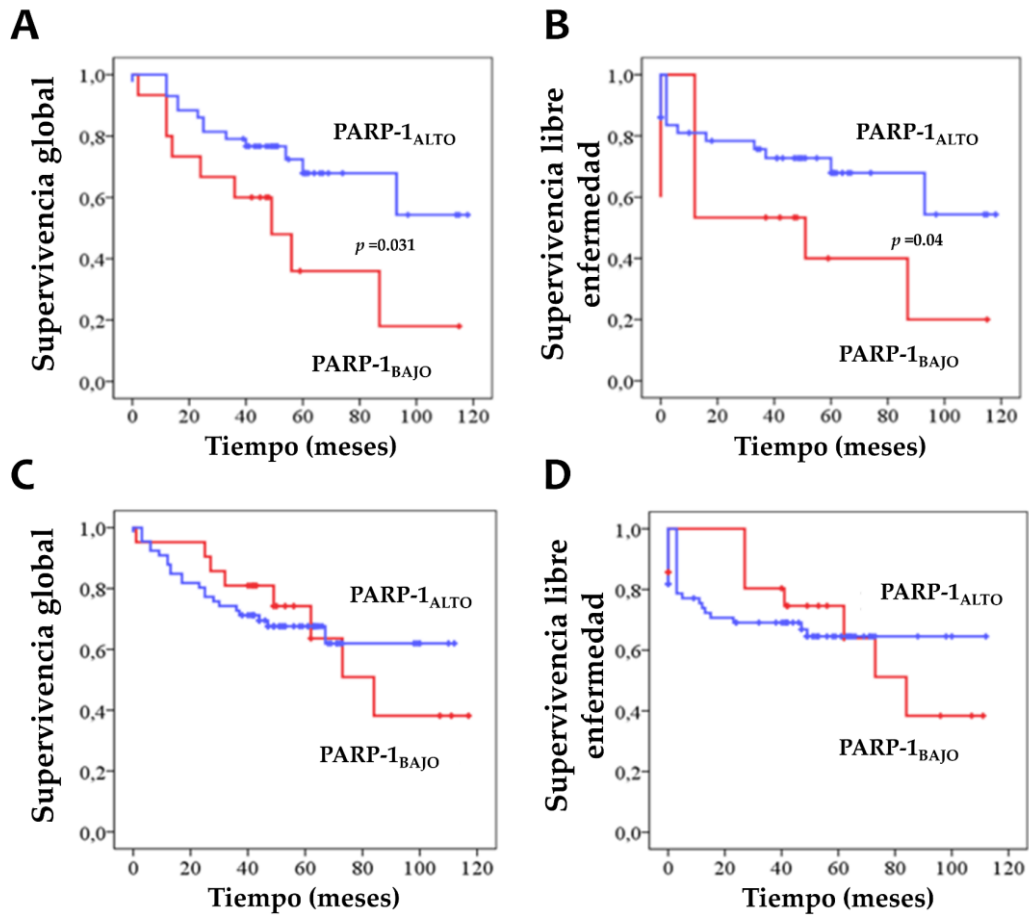 A
Supervivencia global
1,0
0,8
0,6
0,4
0,2
0,0
PARP-1ALTO
p =0.031
PARP-1BAJO
0 20 40 60 80 100 120
Tiempo (meses)
B
Supervivencia libre
enfermedad
1,0
0,8
0,6
0,4
0,2
0,0
PARP-1ALTO
p =0.04
PARP-1BAJO
0 20 40 60 80 100 120
Tiempo (meses)
C
Supervivencia global
1,0
0,8
0,6
0,4
0,2
0,0
PARP-1ALTO
PARP-1BAJO
0 20 40 60 80 100 120
Tiempo (meses)
D
Supervivencia libre
enfermedad
1,0
0,8
0,6
0,4
0,2
0,0
PARP-1ALTO
PARP-1BAJO
0 20 40 60 80 100 120
Tiempo (meses)